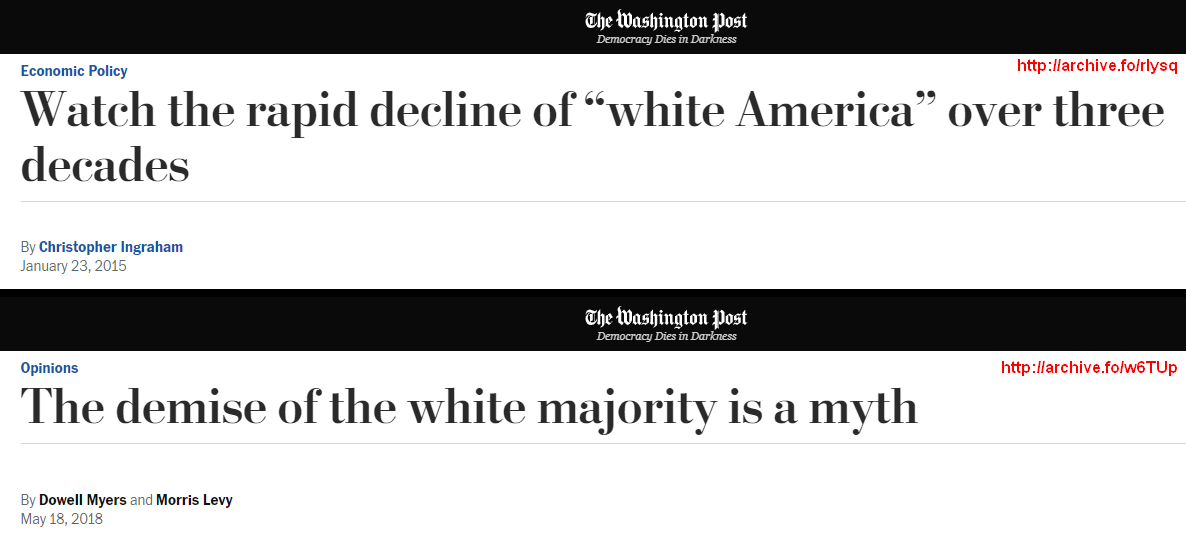 The Washington Post
Democracy Dies in Darkness
Economic Policy
http://archive.fo/rlysq
Watch the rapid decline of “white America” over three
decades
By Christopher Ingraham
January 23, 2015
The Washington Post
Democracy Dies in Darkness
Opinions
http://archive.fo/w6TUp
The demise of the white majority is a myth
By Dowell Myers and Morris Levy
May 18, 2018